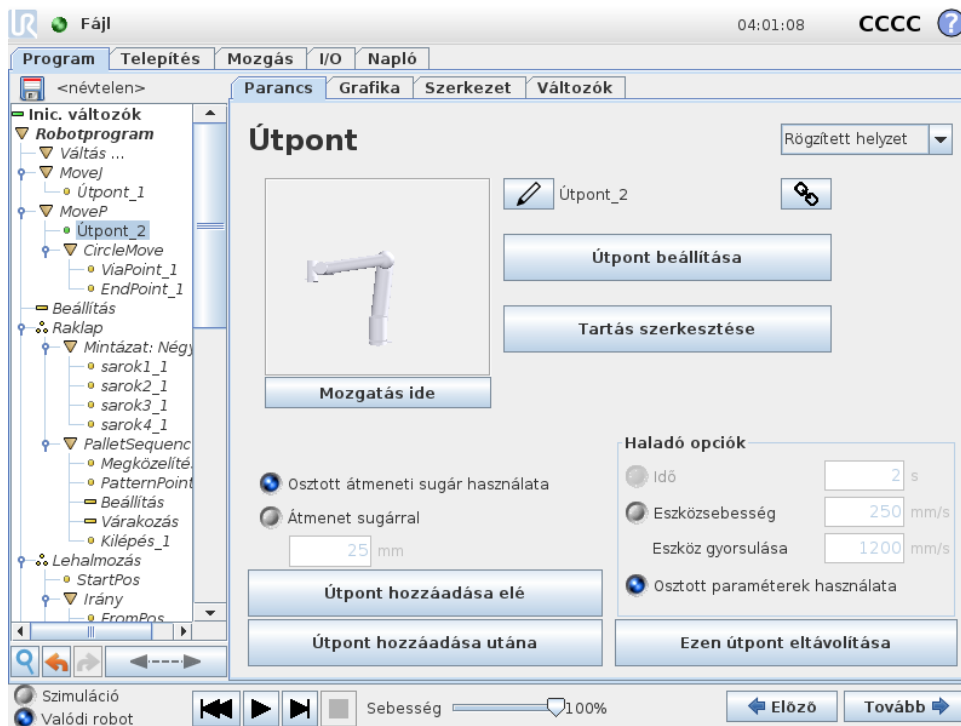 UR Fájl 04:01:08 CCCC ?
Program Telepítés Mozgás I/O Napló
<névtelen>
Parancs Grafika Szerkezet Változók
Inic. változók
Robotprogram
Váltás ...
MoveJ
Útpont_1
MoveP
Útpont_2
CircleMove
ViaPoint_1
EndPoint_1
Beállítás
Raklap
Mintázat: Négy
sarok1_1
sarok2_1
sarok3_1
sarok4_1
PalletSequenc
Megközelítés
PatternPoint
Beállítás
Várakozás
Kilépés_1
Lehalmozás
StartPos
Irány
FromPos
Útpont
Rögzített helyzet
Útpont_2
Útpont beállítása
Tartás szerkesztése
Mozgatás ide
Osztott átmeneti sugár használata
Átmenet sugárral
25 mm
Haladó opciók
Idő 2 s
Eszközsebesség 250 mm/s
Eszköz gyorsulása 1200 mm/s
Osztott paraméterek használata
Útpont hozzáadása elé
Útpont hozzáadása utána
Ezen útpont eltávolítása
Szimuláció
Valódi robot
Sebesség 100%
Előző
Tovább